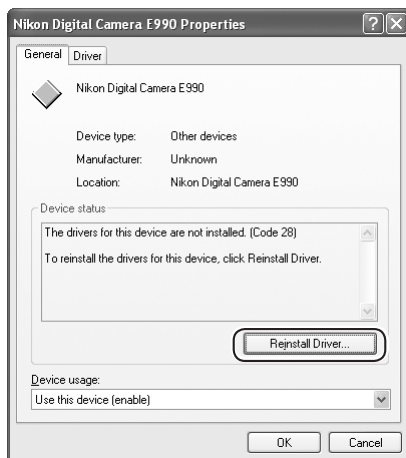 Nikon Digital Camera E990 Properties
General Driver
Nikon Digital Camera E990
Device type: Other devices
Manufacturer: Unknown
Location: Nikon Digital Camera E990
Device status
The drivers for this device are not installed. (Code 28)
To reinstall the drivers for this device, click Reinstall Driver.
Reinstall Driver...
Device usage:
Use this device (enable)
OK Cancel